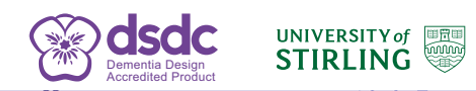 dsdc
Dementia Design
Accredited Product
UNIVERSITY of
STIRLING